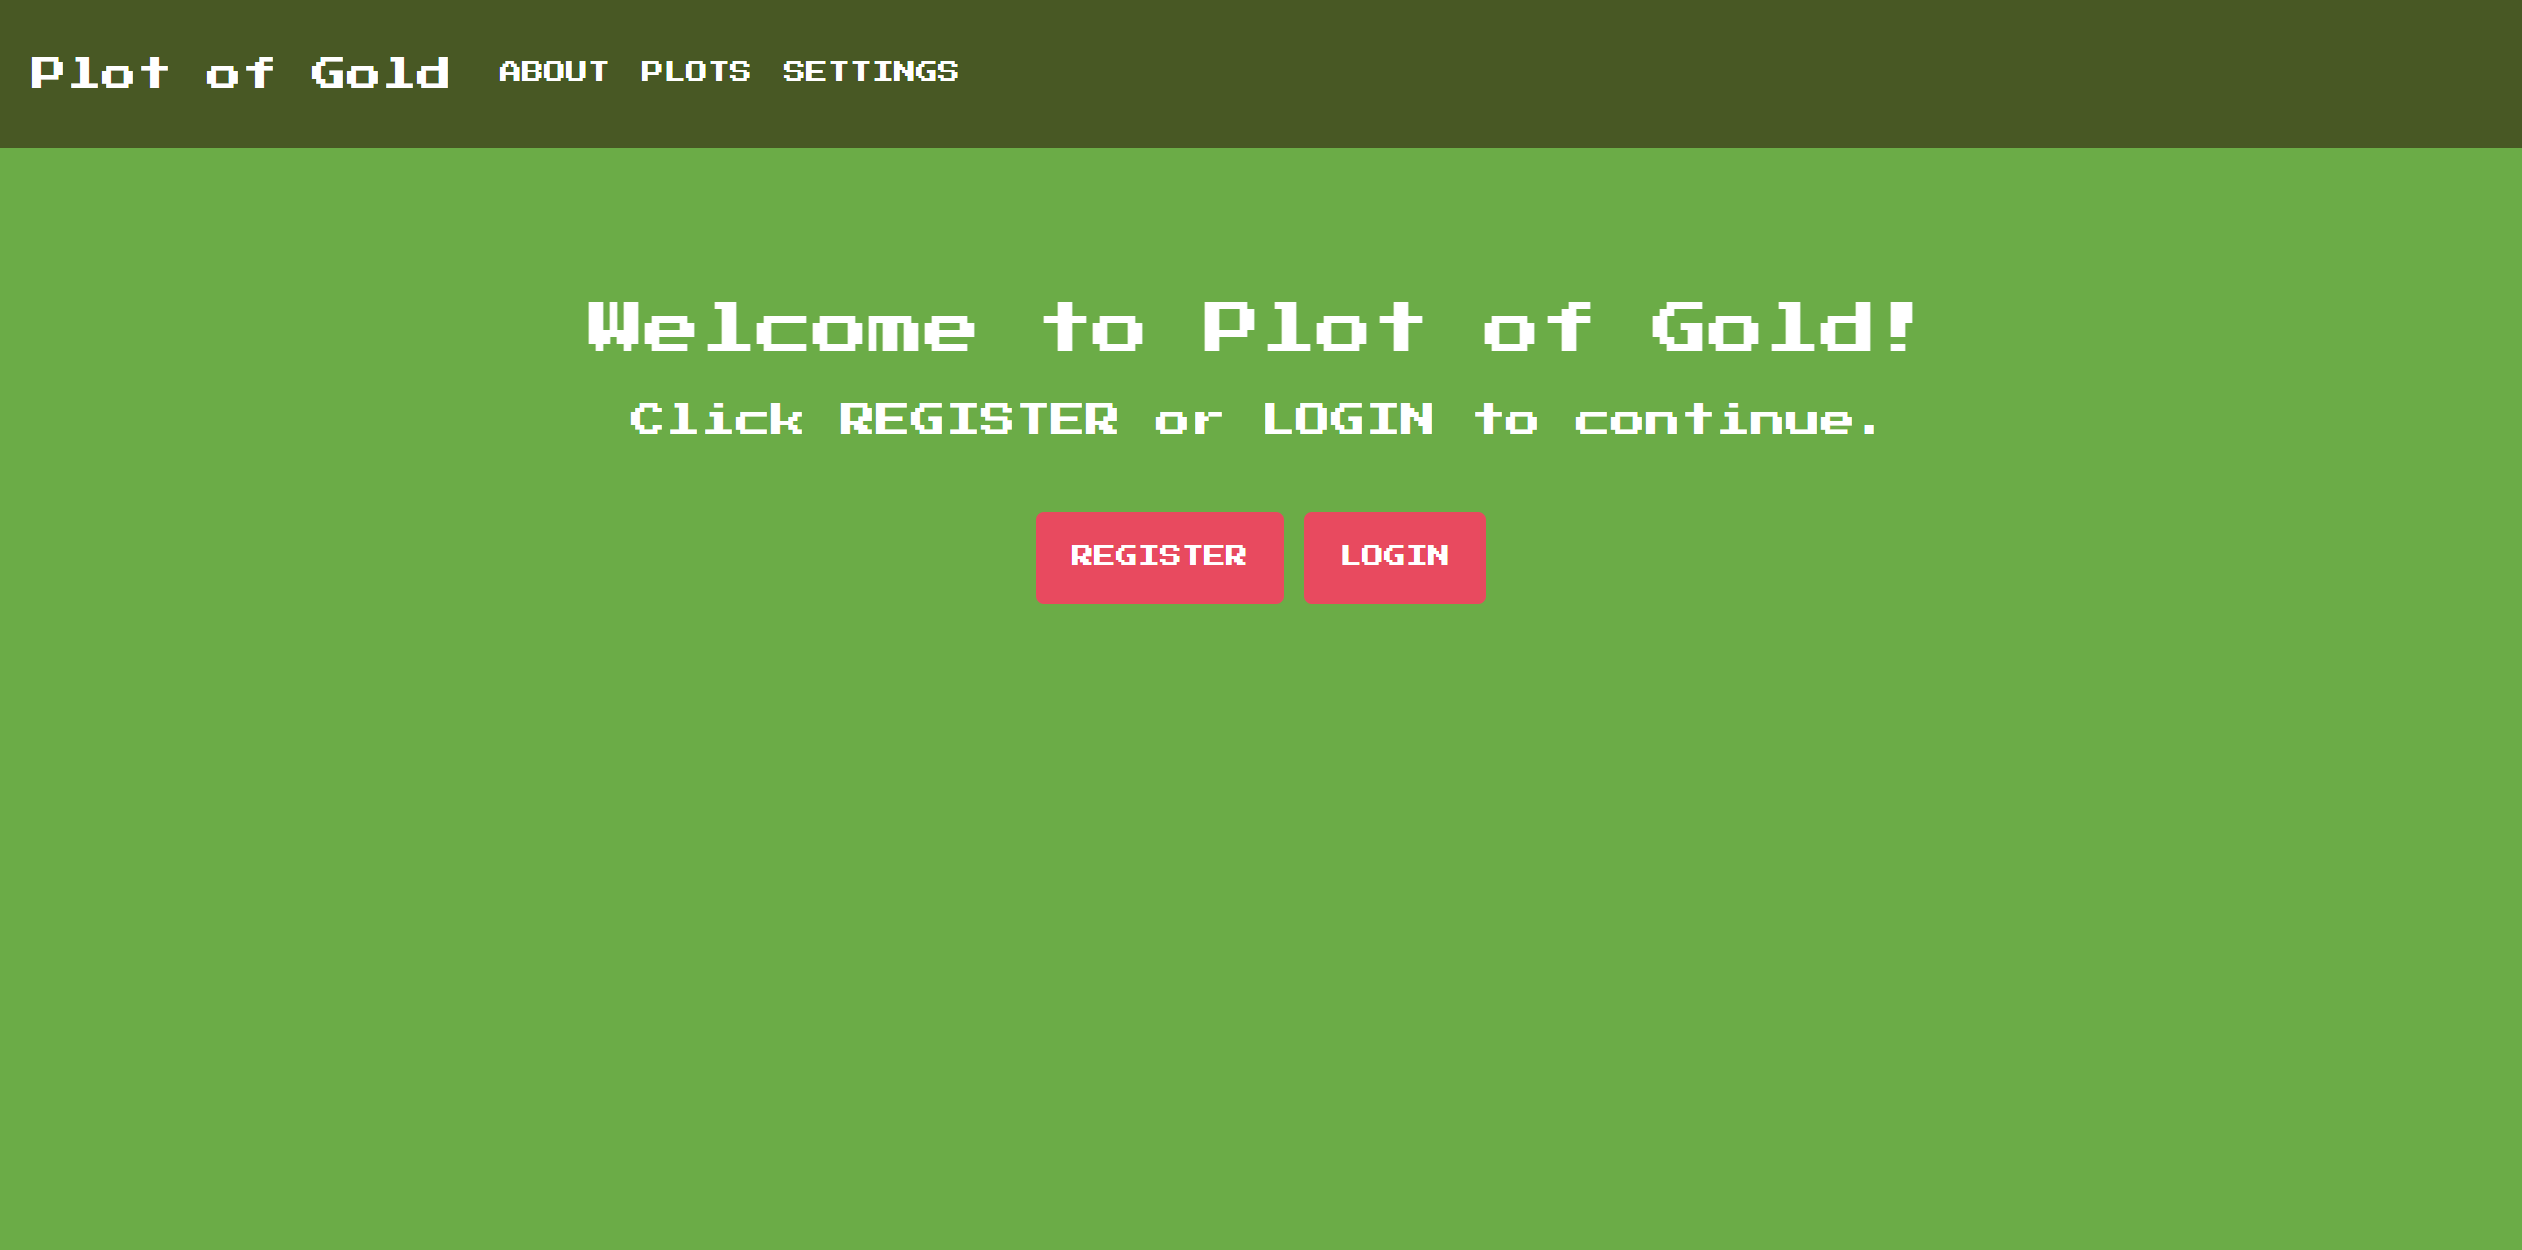 Plot of Gold ABOUT PLOTS SETTINGS
Welcome to Plot of Gold!
Click REGISTER or LOGIN to continue.
REGISTER LOGIN